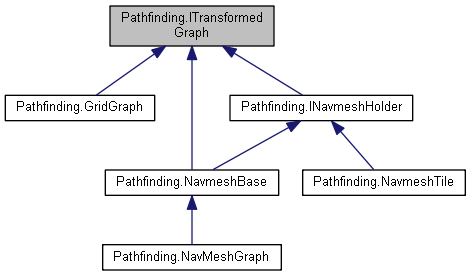 Pathfinding.ITransformed
Graph
Pathfinding.GridGraph
Pathfinding.INavmeshHolder
Pathfinding.NavmeshBase
Pathfinding.NavmeshTile
Pathfinding.NavMeshGraph